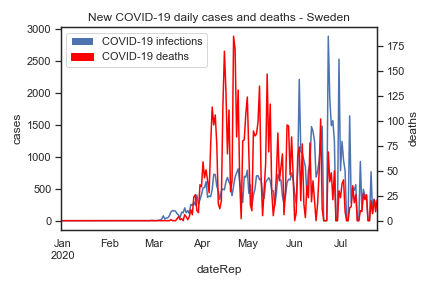 New COVID-19 daily cases and deaths - Sweden
COVID-19 infections
COVID-19 deaths
cases
3000
2500
2000
1500
1000
500
0
deaths
175
150
125
100
75
50
25
0
Jan
2020
Feb
Mar
Apr
May
Jun
Jul
dateRep